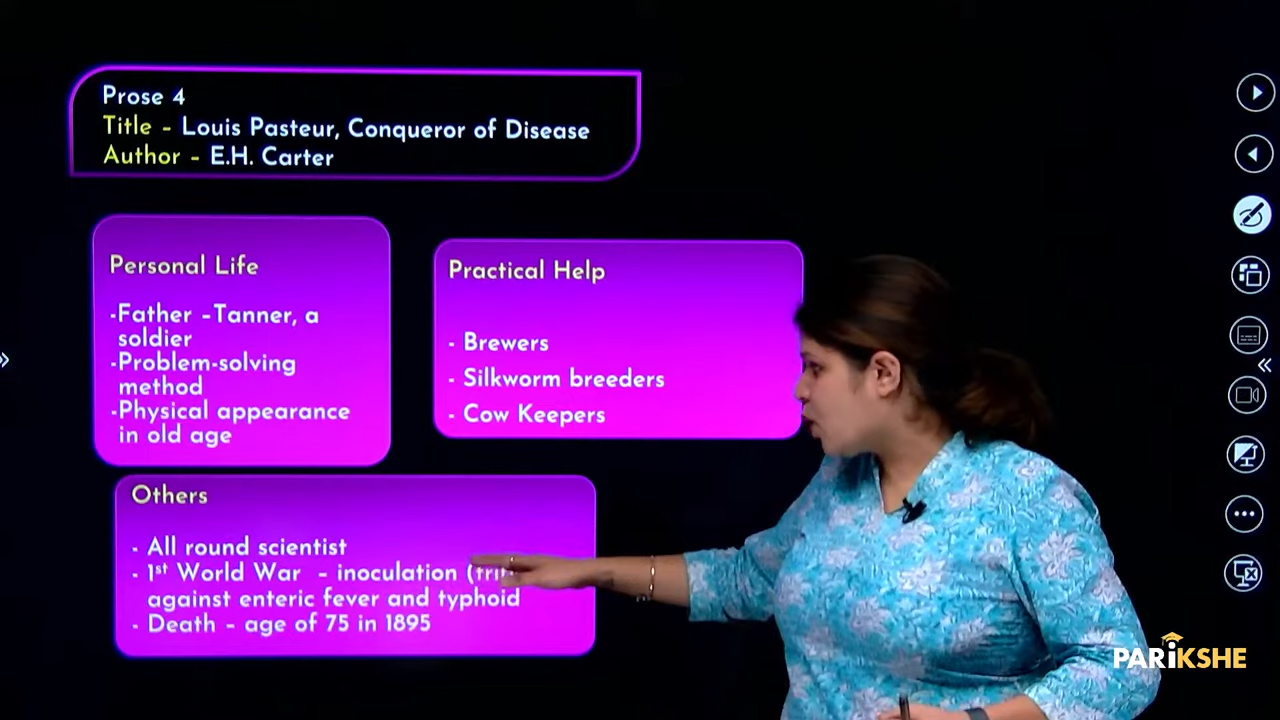 Prose 4
Title - Louis Pasteur, Conqueror of Disease
Author - E.H. Carter
Personal Life
-Father -Tanner, a
soldier
-Problem-solving
method
-Physical appearance
in old age
Practical Help
- Brewers
- Silkworm breeders
- Cow Keepers
Others
- All round scientist
- 1st World War - inoculation
against enteric fever and typhoid
- Death - age of 75 in 1895
PARIKSHE